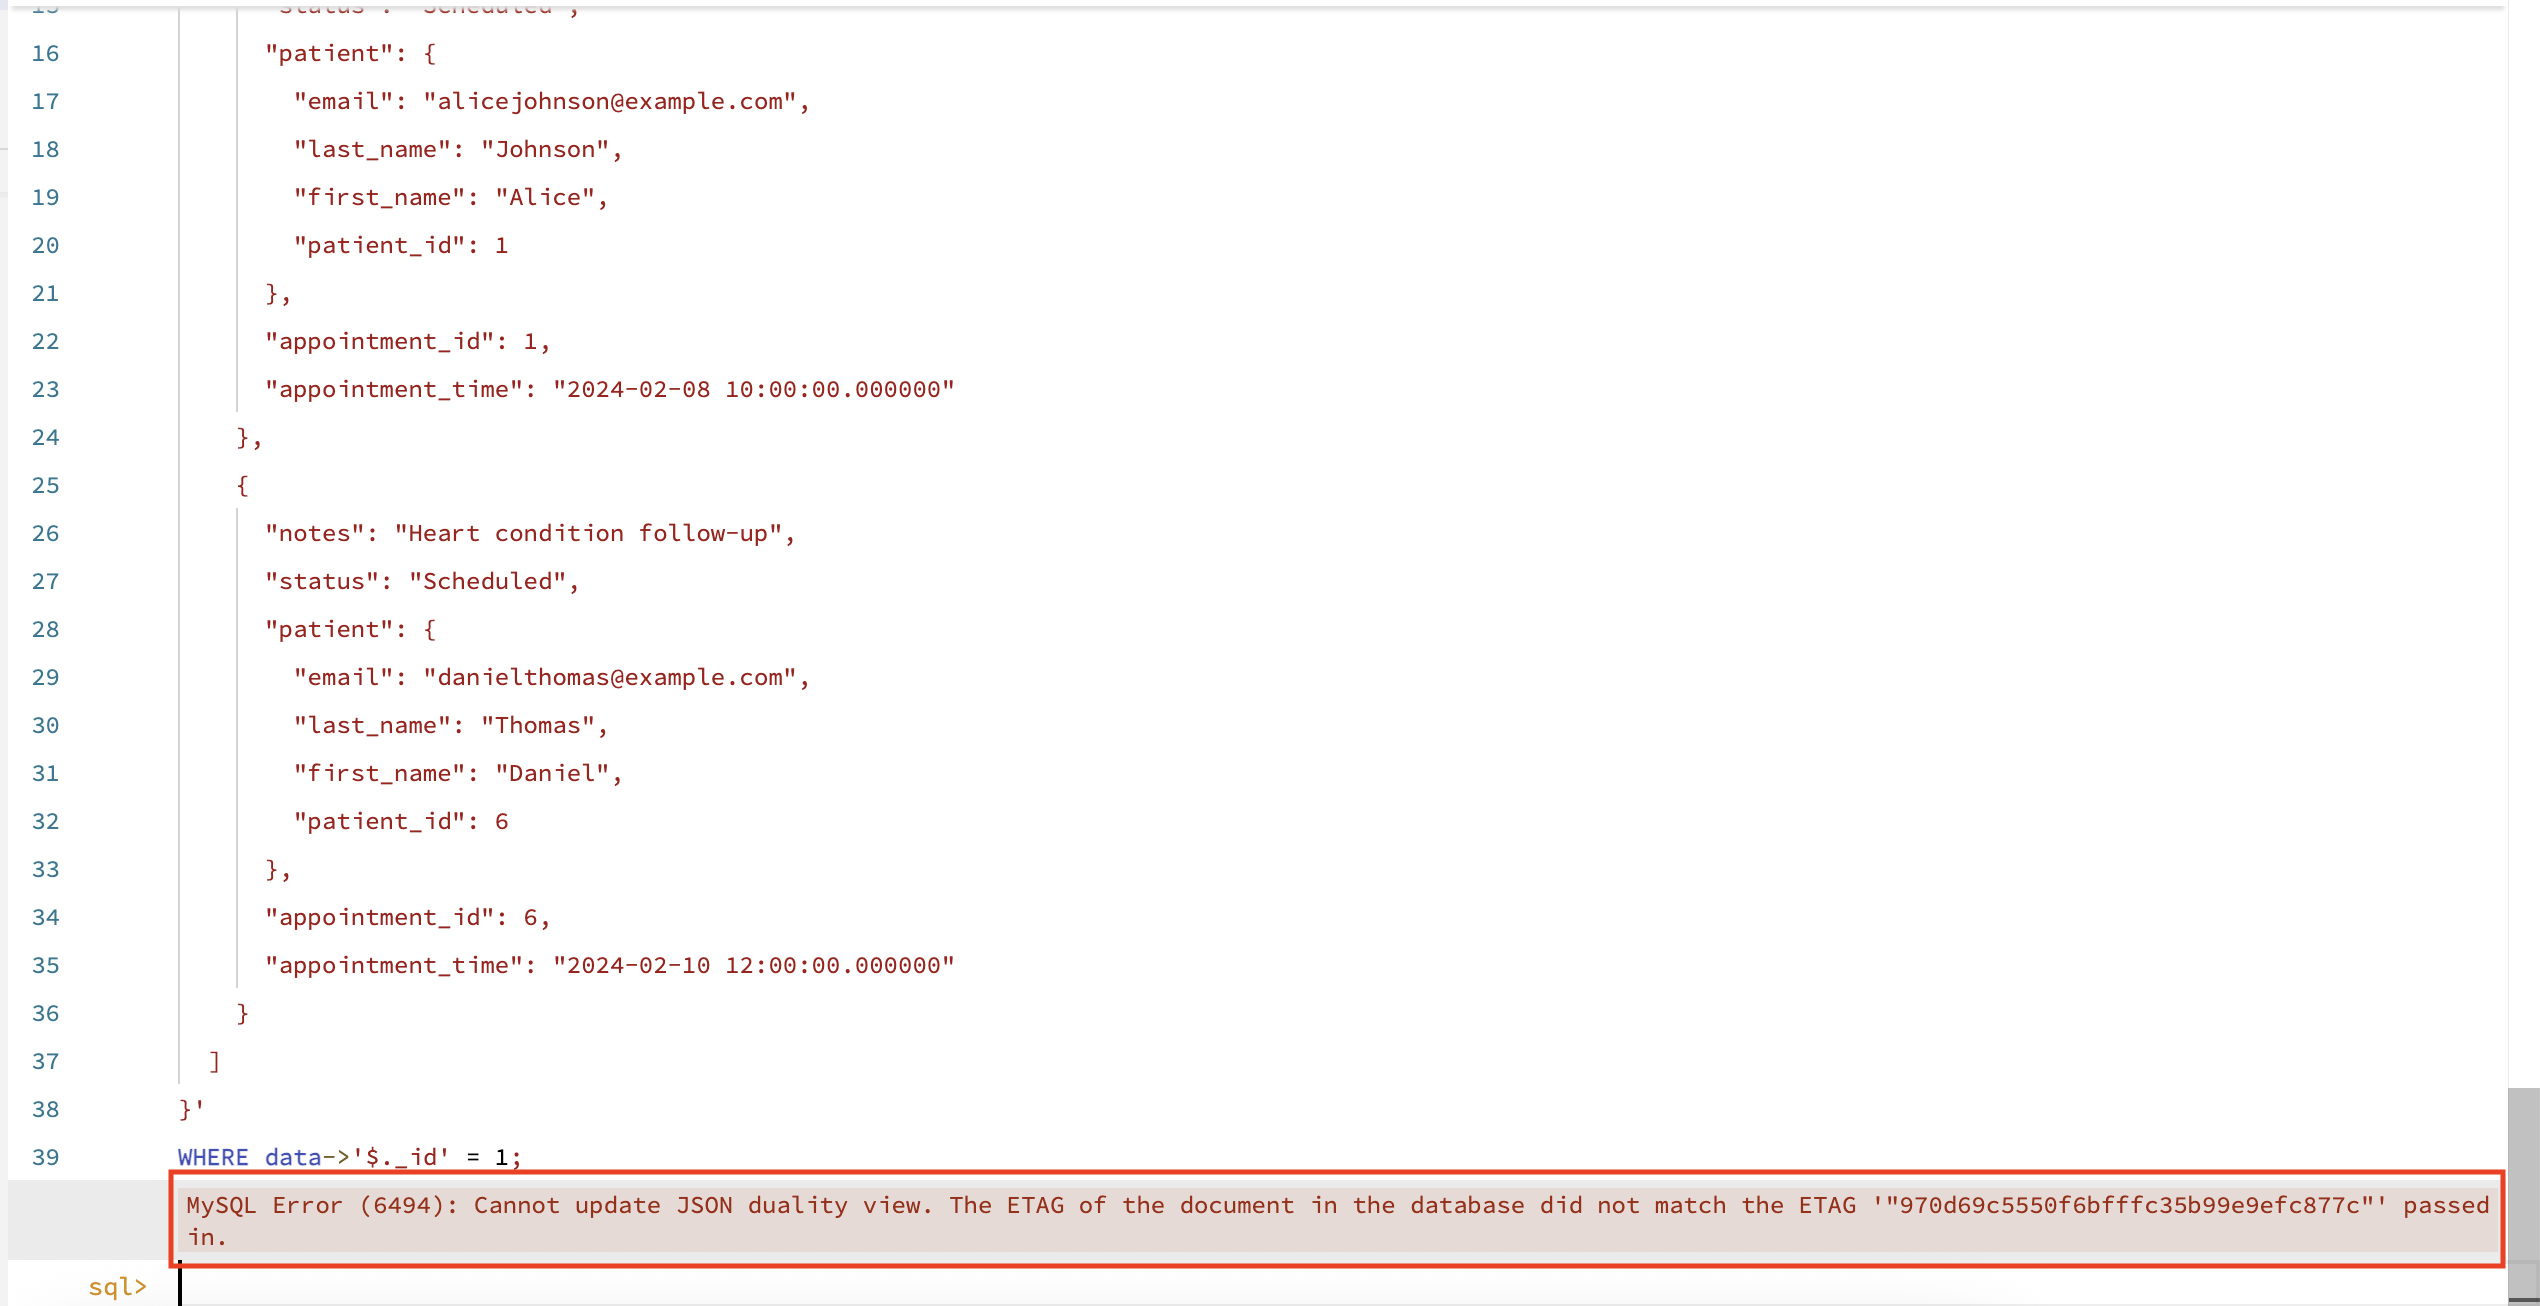 15 "status": "Scheduled",
16 "patient": {
17 "email": "alicejohnson@example.com",
18 "last_name": "Johnson",
19 "first_name": "Alice",
20 "patient_id": 1
21 },
22 "appointment_id": 1,
23 "appointment_time": "2024-02-08 10:00:00.000000"
24 },
25 {
26 "notes": "Heart condition follow-up",
27 "status": "Scheduled",
28 "patient": {
29 "email": "danielthomas@example.com",
30 "last_name": "Thomas",
31 "first_name": "Daniel",
32 "patient_id": 6
33 },
34 "appointment_id": 6,
35 "appointment_time": "2024-02-10 12:00:00.000000"
36 }
37 ]
38 }'
39 WHERE data->'$._id' = 1;
MySQL Error (6494): Cannot update JSON duality view. The ETAG of the document in the database did not match the ETAG '"970d69c5550f6bfffc35b99e9efc877c"' passed
in.
sql>